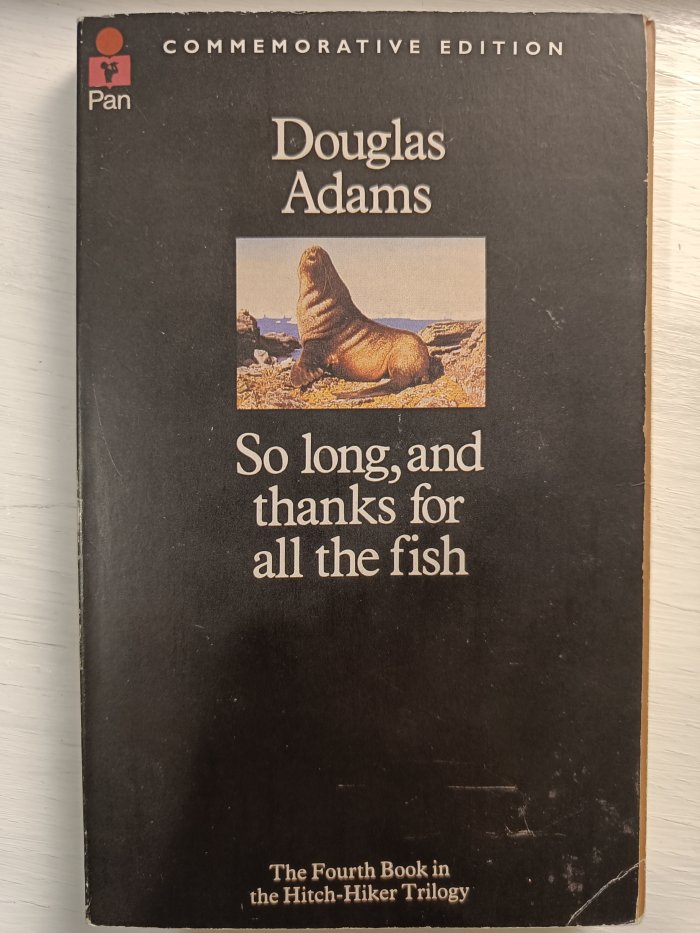 COMMEMORATIVE EDITION
Pan
Douglas
Adams
So long, and
thanks for
all the fish
The Fourth Book in
the Hitch-Hiker Trilogy